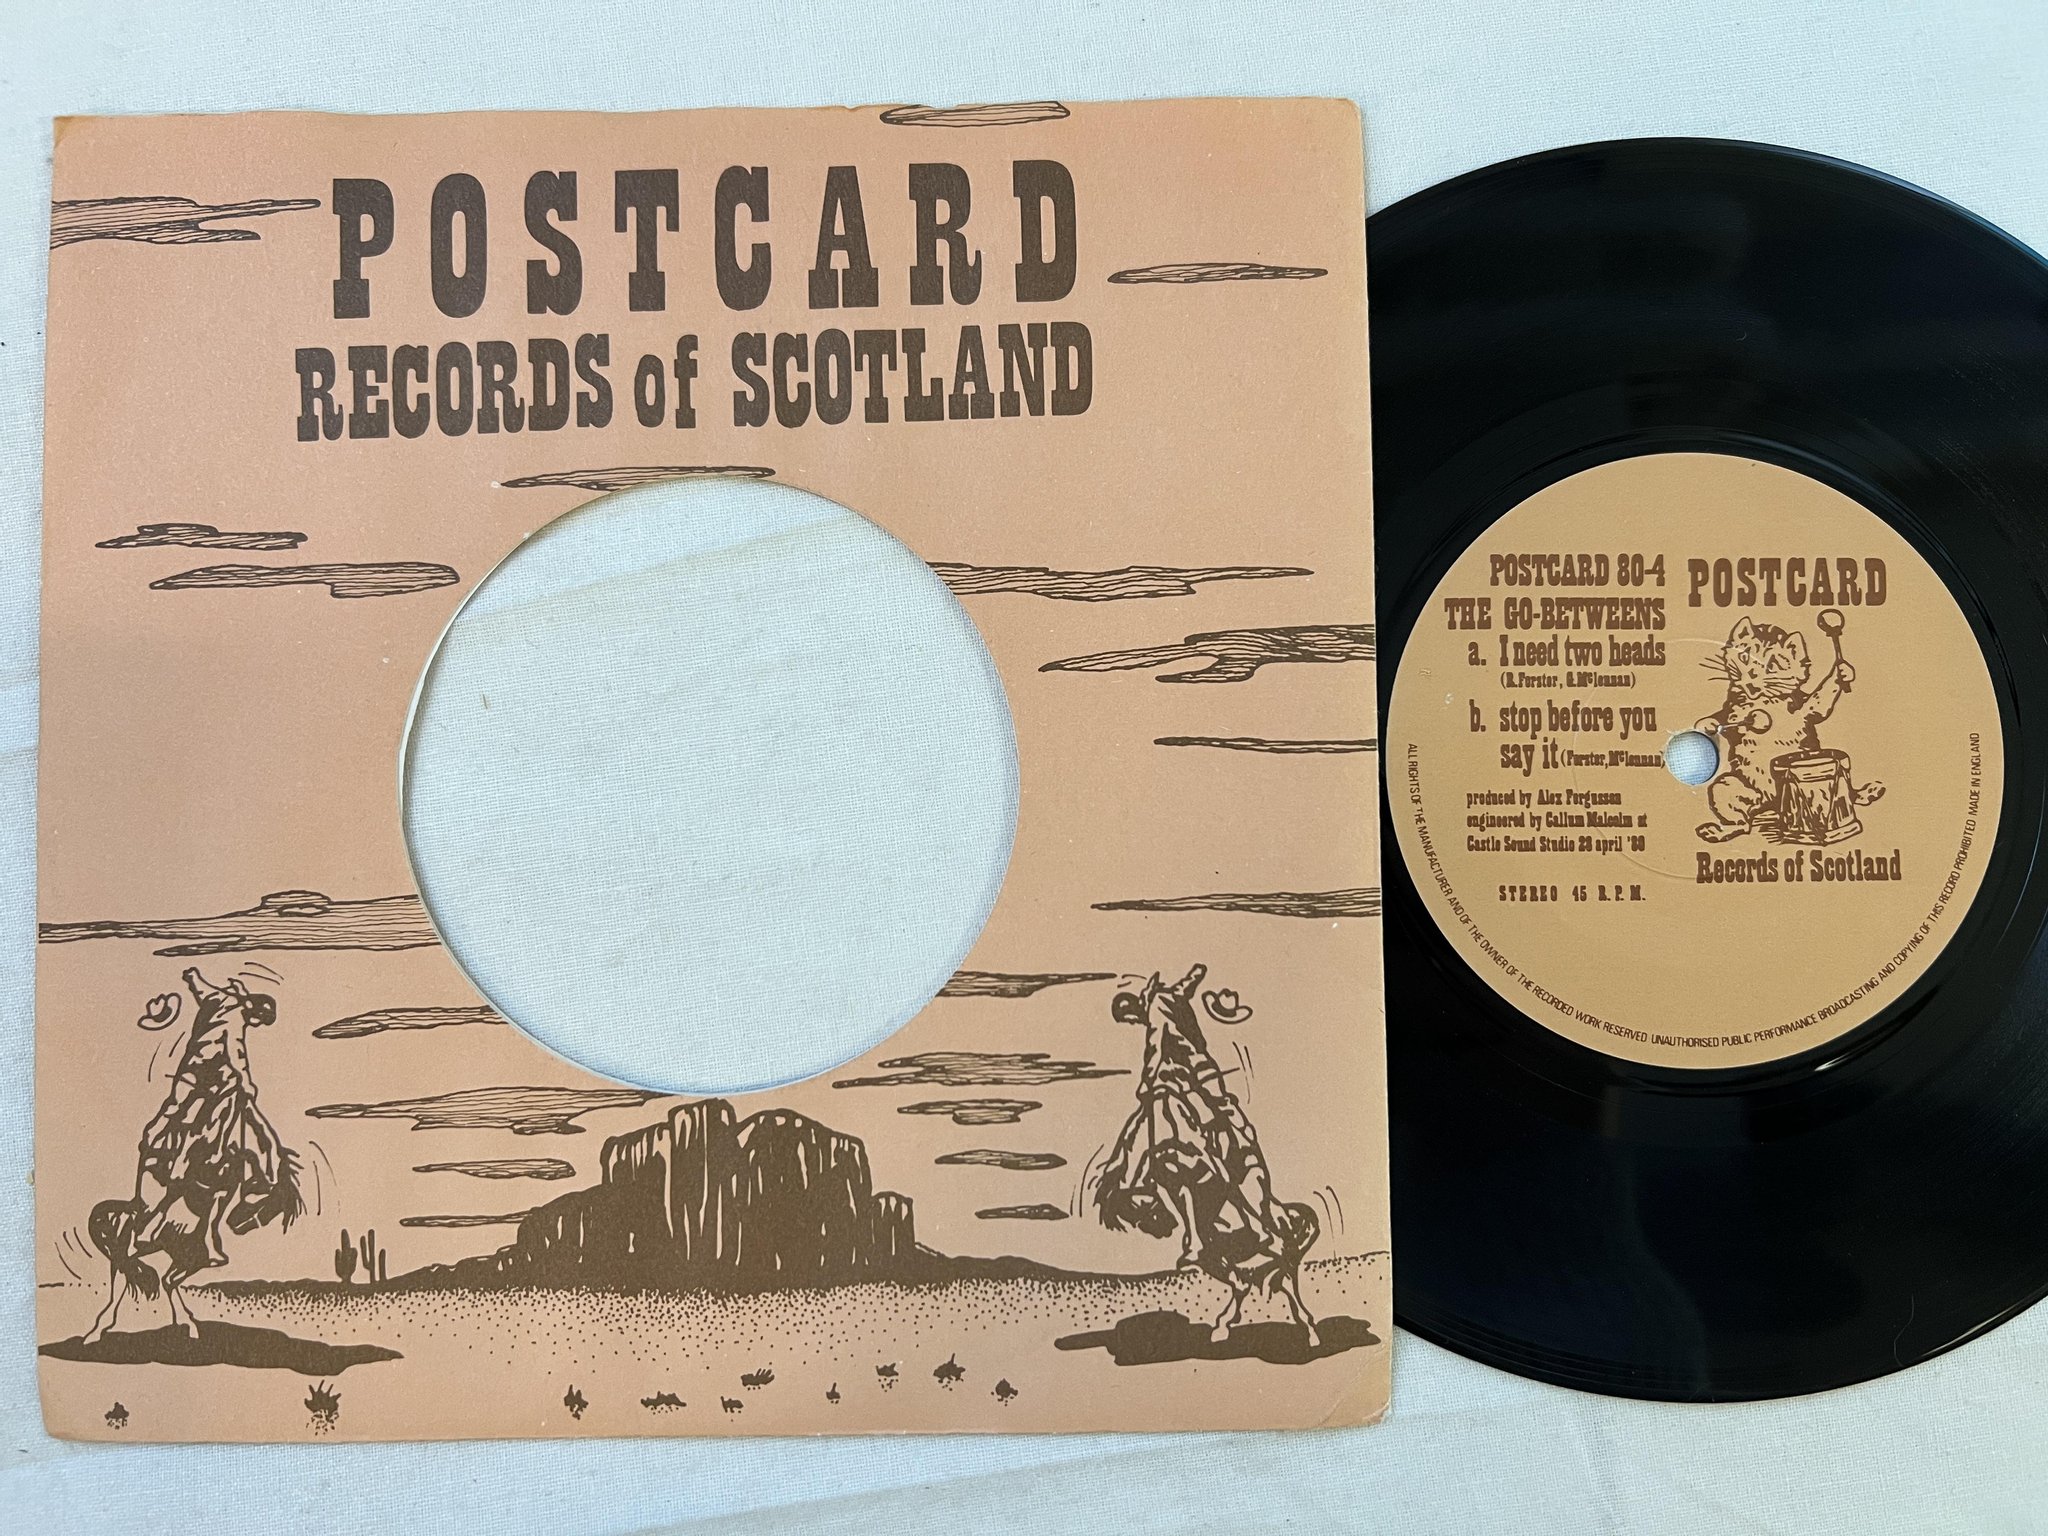 POSTCARD
RECORDS of SCOTLAND
POSTCARD 80-4
THE GO-BETWEENS
a. I need two heads
(R.Forster, G.McLennan)
b. stop before you
say it (Forster, McLennan)
produced by Alex Fergusson
engineered by Callum Malcolm at
Castle Sound Studio 28 april '80
STEREO 45 R.P.M.
POSTCARD
Records of Scotland
ALL RIGHTS OF THE MANUFACTURER AND OF THE OWNER OF THE RECORDED WORK RESERVED. UNAUTHORISED PUBLIC PERFORMANCE BROADCASTING AND COPYING OF THIS RECORD PROHIBITED. MADE IN ENGLAND